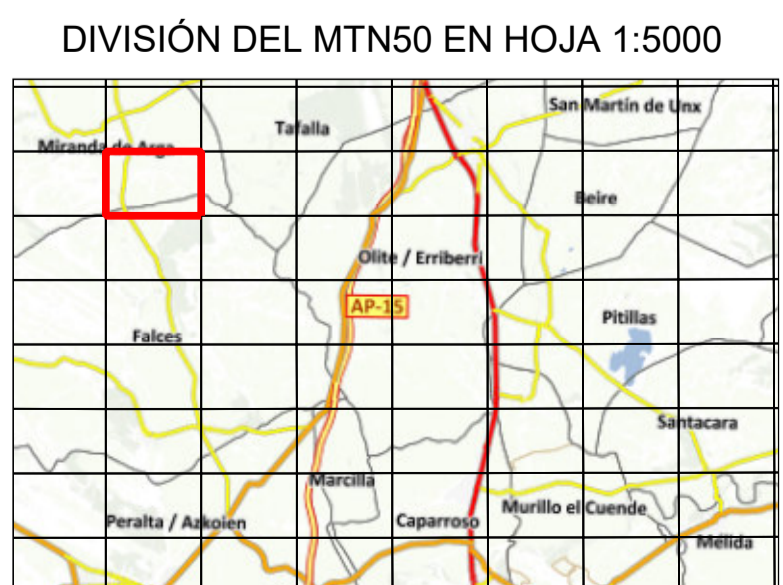 DIVISIÓN DEL MTN50 EN HOJA 1:5000
San Martín de Unx
Tafalla
Miranda de Arga
Beire
Olite / Erriberri
AP-15
Pitillas
Falces
Santacara
Marcilla
Murillo el Cuende
Peralta / Azkoien
Caparroso
Mélida